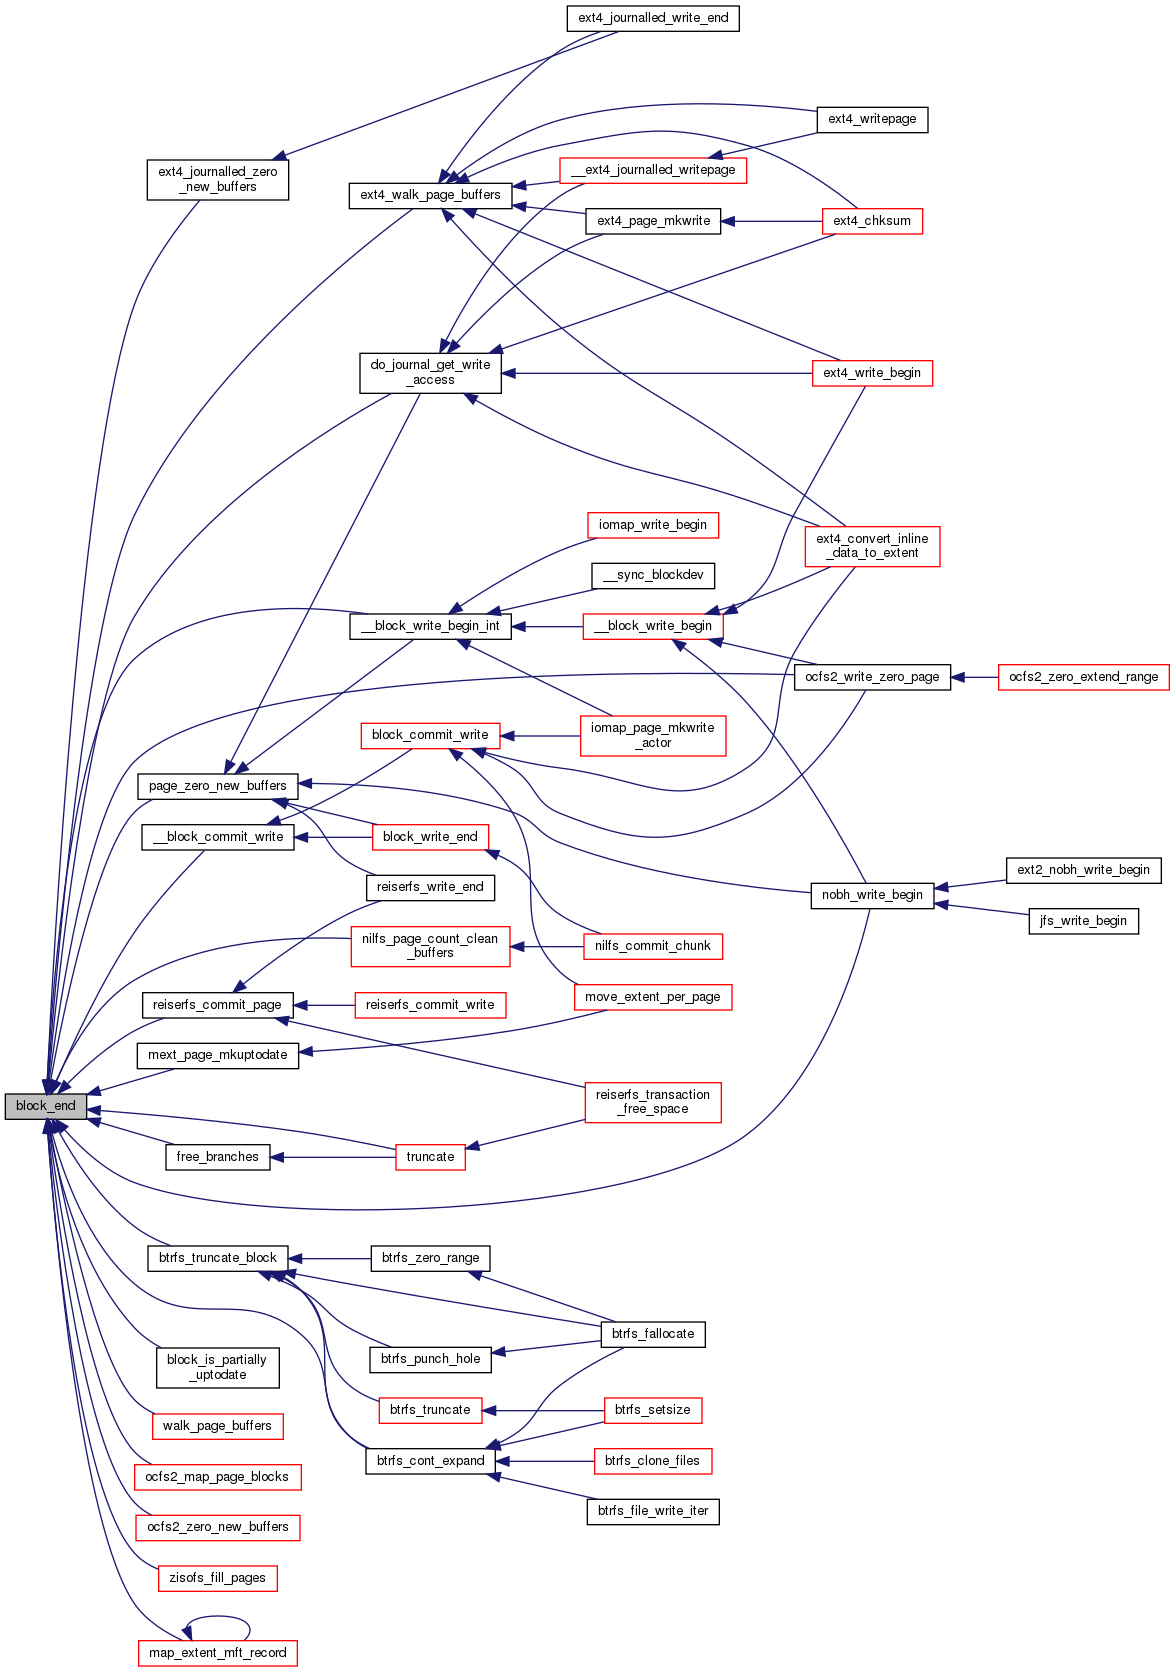 ext4_journalled_write_end
ext4_writepage
ext4_journalled_zero
_new_buffers
__ext4_journalled_writepage
ext4_walk_page_buffers
ext4_page_mkwrite
ext4_chksum
do_journal_get_write
_access
ext4_write_begin
iomap_write_begin
ext4_convert_inline
_data_to_extent
__sync_blockdev
__block_write_begin_int
__block_write_begin
ocfs2_write_zero_page
ocfs2_zero_extend_range
block_commit_write
iomap_page_mkwrite
_actor
page_zero_new_buffers
__block_commit_write
block_write_end
reiserfs_write_end
nobh_write_begin
ext2_nobh_write_begin
jfs_write_begin
nilfs_page_count_clean
_buffers
nilfs_commit_chunk
reiserfs_commit_page
reiserfs_commit_write
move_extent_per_page
mext_page_mkuptodate
block_end
reiserfs_transaction
_free_space
free_branches
truncate
btrfs_truncate_block
btrfs_zero_range
btrfs_fallocate
btrfs_punch_hole
block_is_partially
_uptodate
btrfs_truncate
btrfs_setsize
walk_page_buffers
btrfs_cont_expand
btrfs_clone_files
ocfs2_map_page_blocks
btrfs_file_write_iter
ocfs2_zero_new_buffers
zisofs_fill_pages
map_extent_mft_record